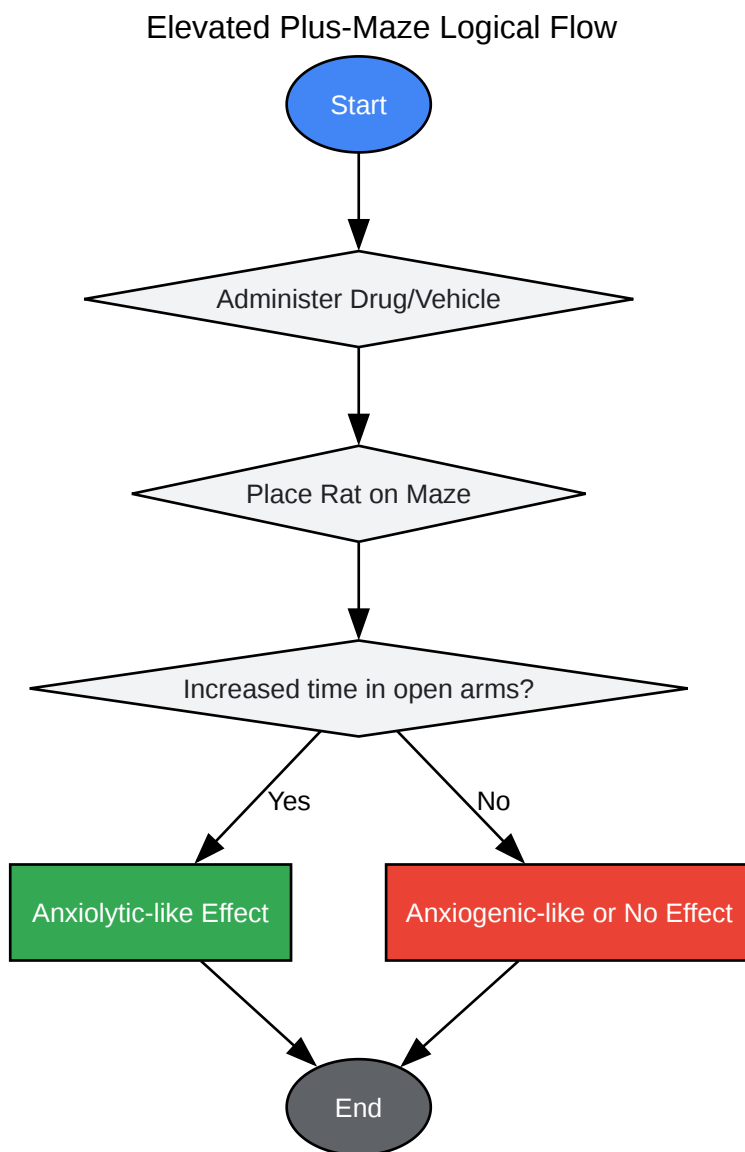 Elevated Plus-Maze Logical Flow
Start
Administer Drug/Vehicle
Place Rat on Maze
Increased time in open arms?
Yes
No
Anxiolytic-like Effect
Anxiogenic-like or No Effect
End